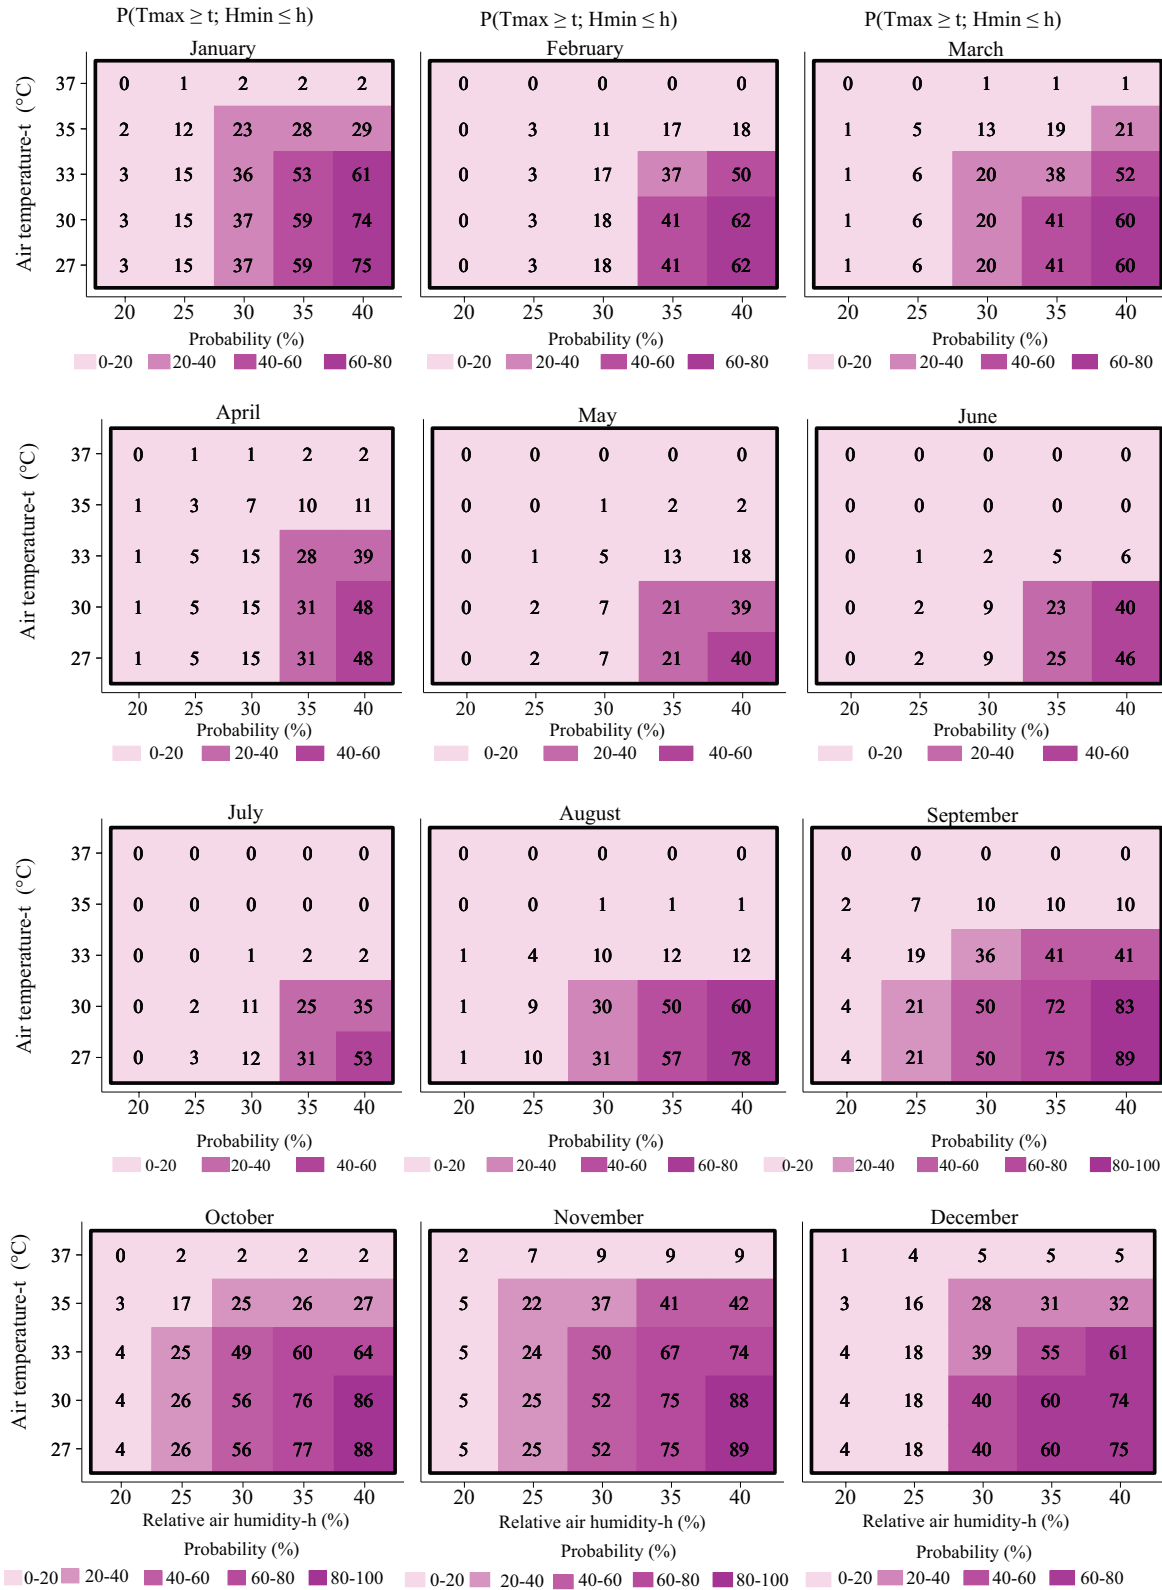 P(Tmax ≥ t; Hmin ≤ h) P(Tmax ≥ t; Hmin ≤ h) P(Tmax ≥ t; Hmin ≤ h)
January February March
Air temperature-t (°C)
37 0 1 2 2 2 0 0 0 0 0 0 0 1 1 1
35 2 12 23 28 29 0 3 11 17 18 1 5 13 19 21
33 3 15 36 53 61 0 3 17 37 50 1 6 20 38 52
30 3 15 37 59 74 0 3 18 41 62 1 6 20 41 60
27 3 15 37 59 75 0 3 18 41 62 1 6 20 41 60
20 25 30 35 40 20 25 30 35 40 20 25 30 35 40
Probability (%) Probability (%) Probability (%)
0-20 20-40 40-60 60-80 0-20 20-40 40-60 60-80 0-20 20-40 40-60 60-80
April May June
Air temperature-t (°C)
37 0 1 1 2 2 0 0 0 0 0 0 0 0 0 0
35 1 3 7 10 11 0 0 1 2 2 0 0 0 0 0
33 1 5 15 28 39 0 1 5 13 18 0 1 2 5 6
30 1 5 15 31 48 0 2 7 21 39 0 2 9 23 40
27 1 5 15 31 48 0 2 7 21 40 0 2 9 25 46
20 25 30 35 40 20 25 30 35 40 20 25 30 35 40
Probability (%) Probability (%) Probability (%)
0-20 20-40 40-60 0-20 20-40 40-60 0-20 20-40 40-60
July August September
Air temperature-t (°C)
37 0 0 0 0 0 0 0 0 0 0 0 0 0 0 0
35 0 0 0 0 0 0 0 1 1 1 2 7 10 10 10
33 0 0 1 2 2 1 4 10 12 12 4 19 36 41 41
30 0 2 11 25 35 1 9 30 50 60 4 21 50 72 83
27 0 3 12 31 53 1 10 31 57 78 4 21 50 75 89
20 25 30 35 40 20 25 30 35 40 20 25 30 35 40
Probability (%) Probability (%) Probability (%)
0-20 20-40 40-60 0-20 20-40 40-60 60-80 0-20 20-40 40-60 60-80 80-100
October November December
Air temperature-t (°C)
37 0 2 2 2 2 2 7 9 9 9 1 4 5 5 5
35 3 17 25 26 27 5 22 37 41 42 3 16 28 31 32
33 4 25 49 60 64 5 24 50 67 74 4 18 39 55 61
30 4 26 56 76 86 5 25 52 75 88 4 18 40 60 74
27 4 26 56 77 88 5 25 52 75 89 4 18 40 60 75
20 25 30 35 40 20 25 30 35 40 20 25 30 35 40
Relative air humidity-h (%) Relative air humidity-h (%) Relative air humidity-h (%)
Probability (%) Probability (%) Probability (%)
0-20 20-40 40-60 60-80 80-100 0-20 20-40 40-60 60-80 80-100 0-20 20-40 40-60 60-80